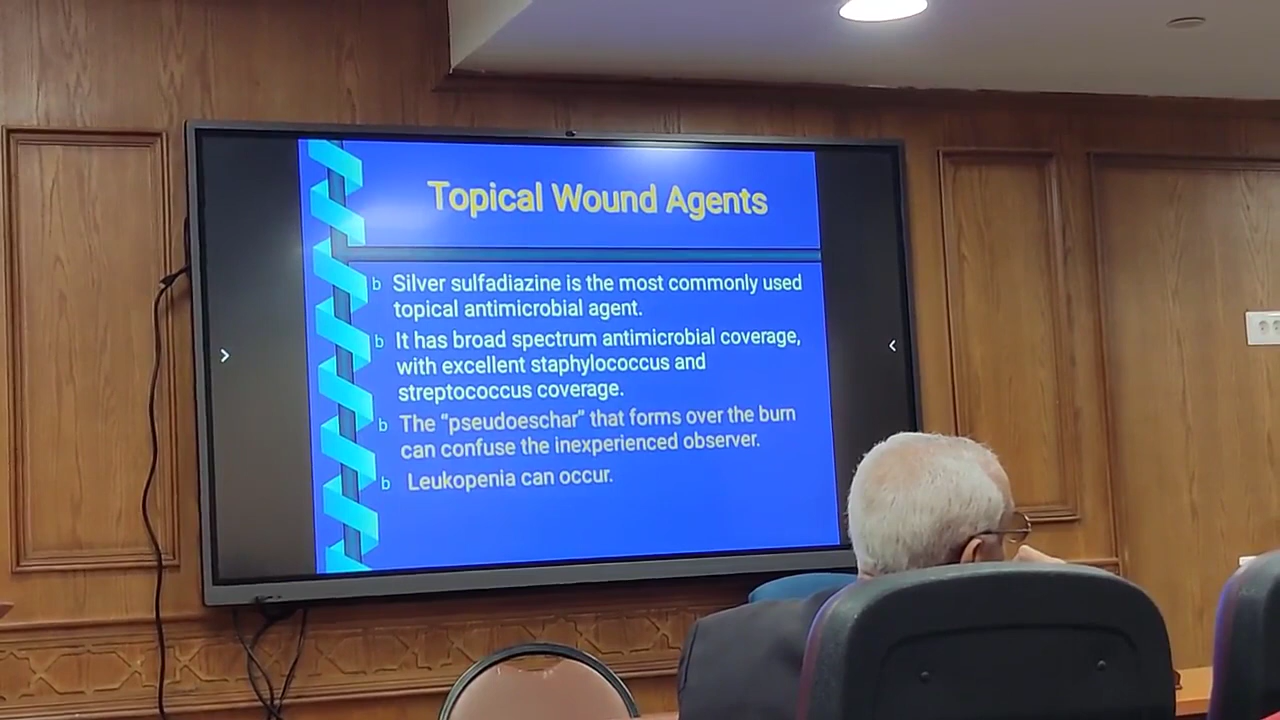 Topical Wound Agents
b Silver sulfadiazine is the most commonly used
topical antimicrobial agent.
b It has broad spectrum antimicrobial coverage,
with excellent staphylococcus and
streptococcus coverage.
b The "pseudoeschar" that forms over the burn
can confuse the inexperienced observer.
b Leukopenia can occur.